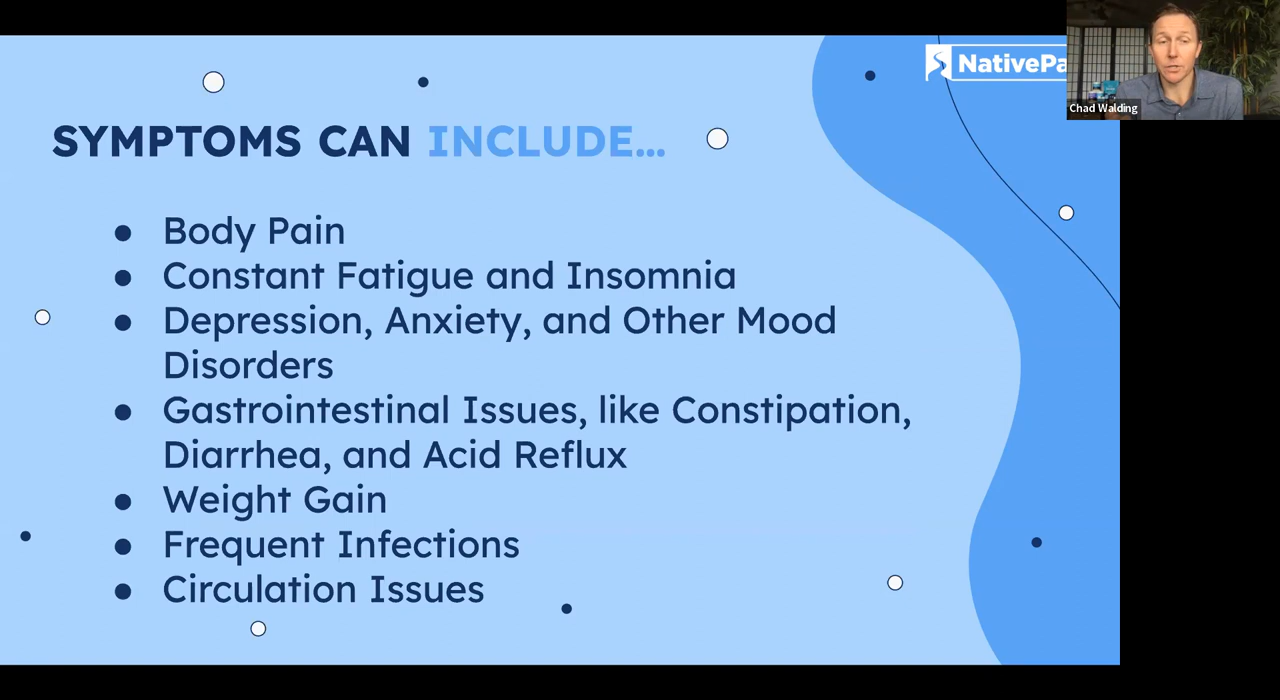 NativePa
Chad Walding
SYMPTOMS CAN INCLUDE...
● Body Pain
● Constant Fatigue and Insomnia
● Depression, Anxiety, and Other Mood
Disorders
● Gastrointestinal Issues, like Constipation,
Diarrhea, and Acid Reflux
● Weight Gain
● Frequent Infections
● Circulation Issues